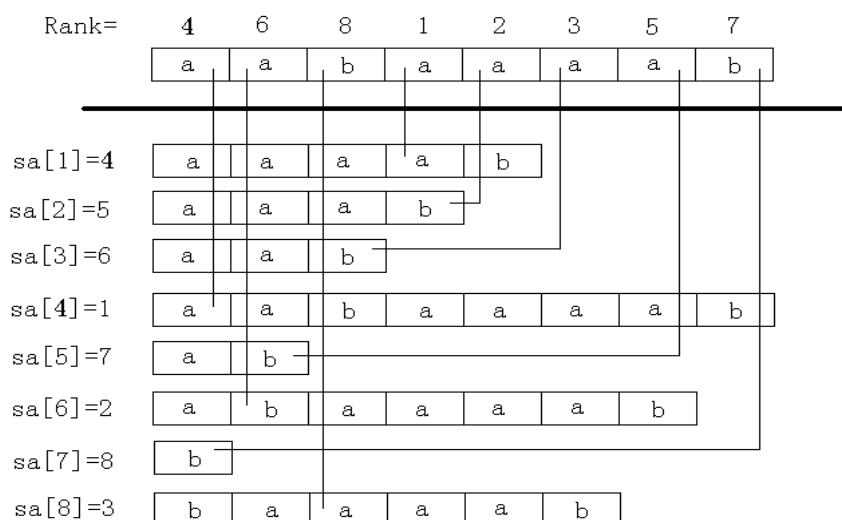 Rank= 4 6 8 1 2 3 5 7
a a b a a a a b
sa[1]=4 a a a a b
sa[2]=5 a a a b
sa[3]=6 a a b
sa[4]=1 a a b a a a a b
sa[5]=7 a b
sa[6]=2 a b a a a a b
sa[7]=8 b
sa[8]=3 b a a a a b